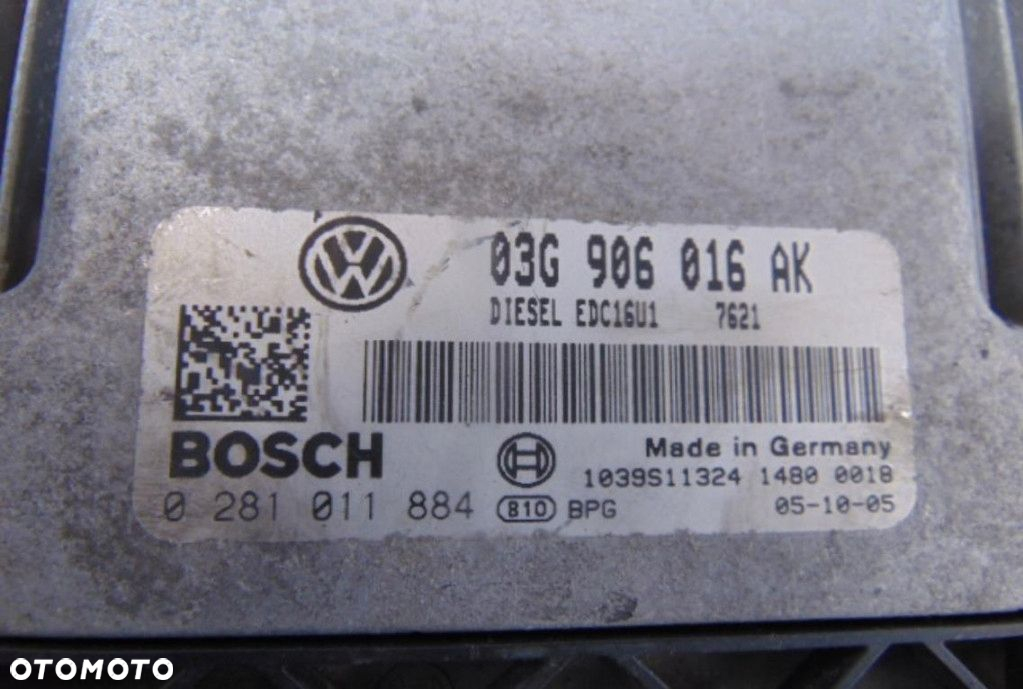 03G 906 016 AK
DIESEL EDC16U1 7621
BOSCH
Made in Germany
1039S11324 1480 0018
0 281 011 884 810 BPG 05-10-05
OTOMOTO